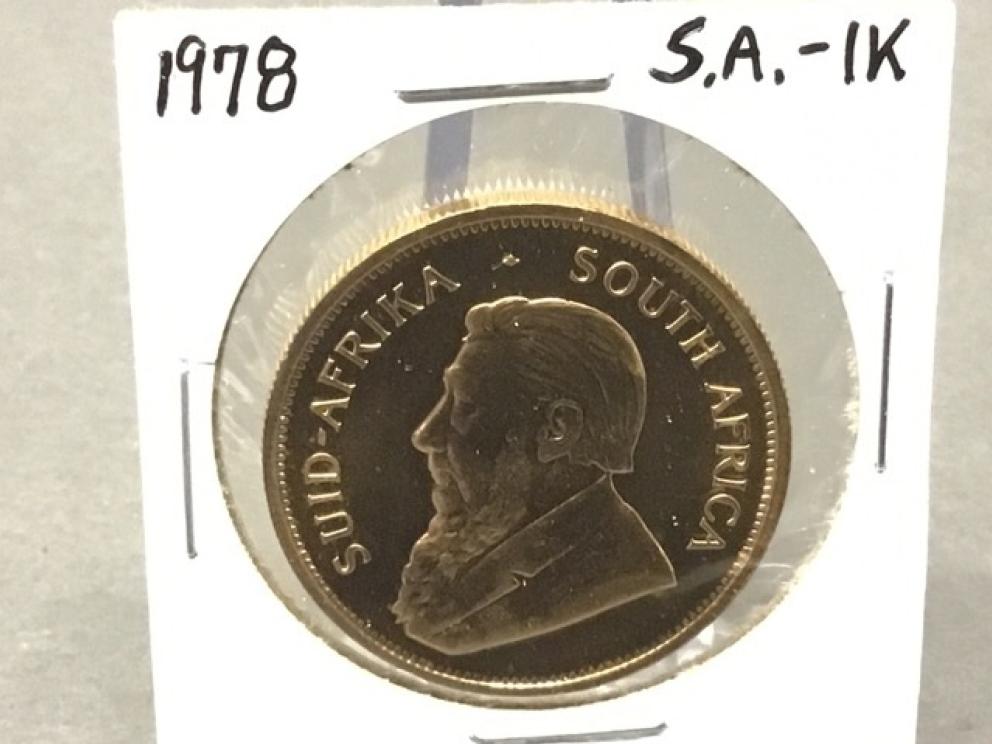 1978 S.A.-1K
SUID-AFRIKA · SOUTH AFRICA